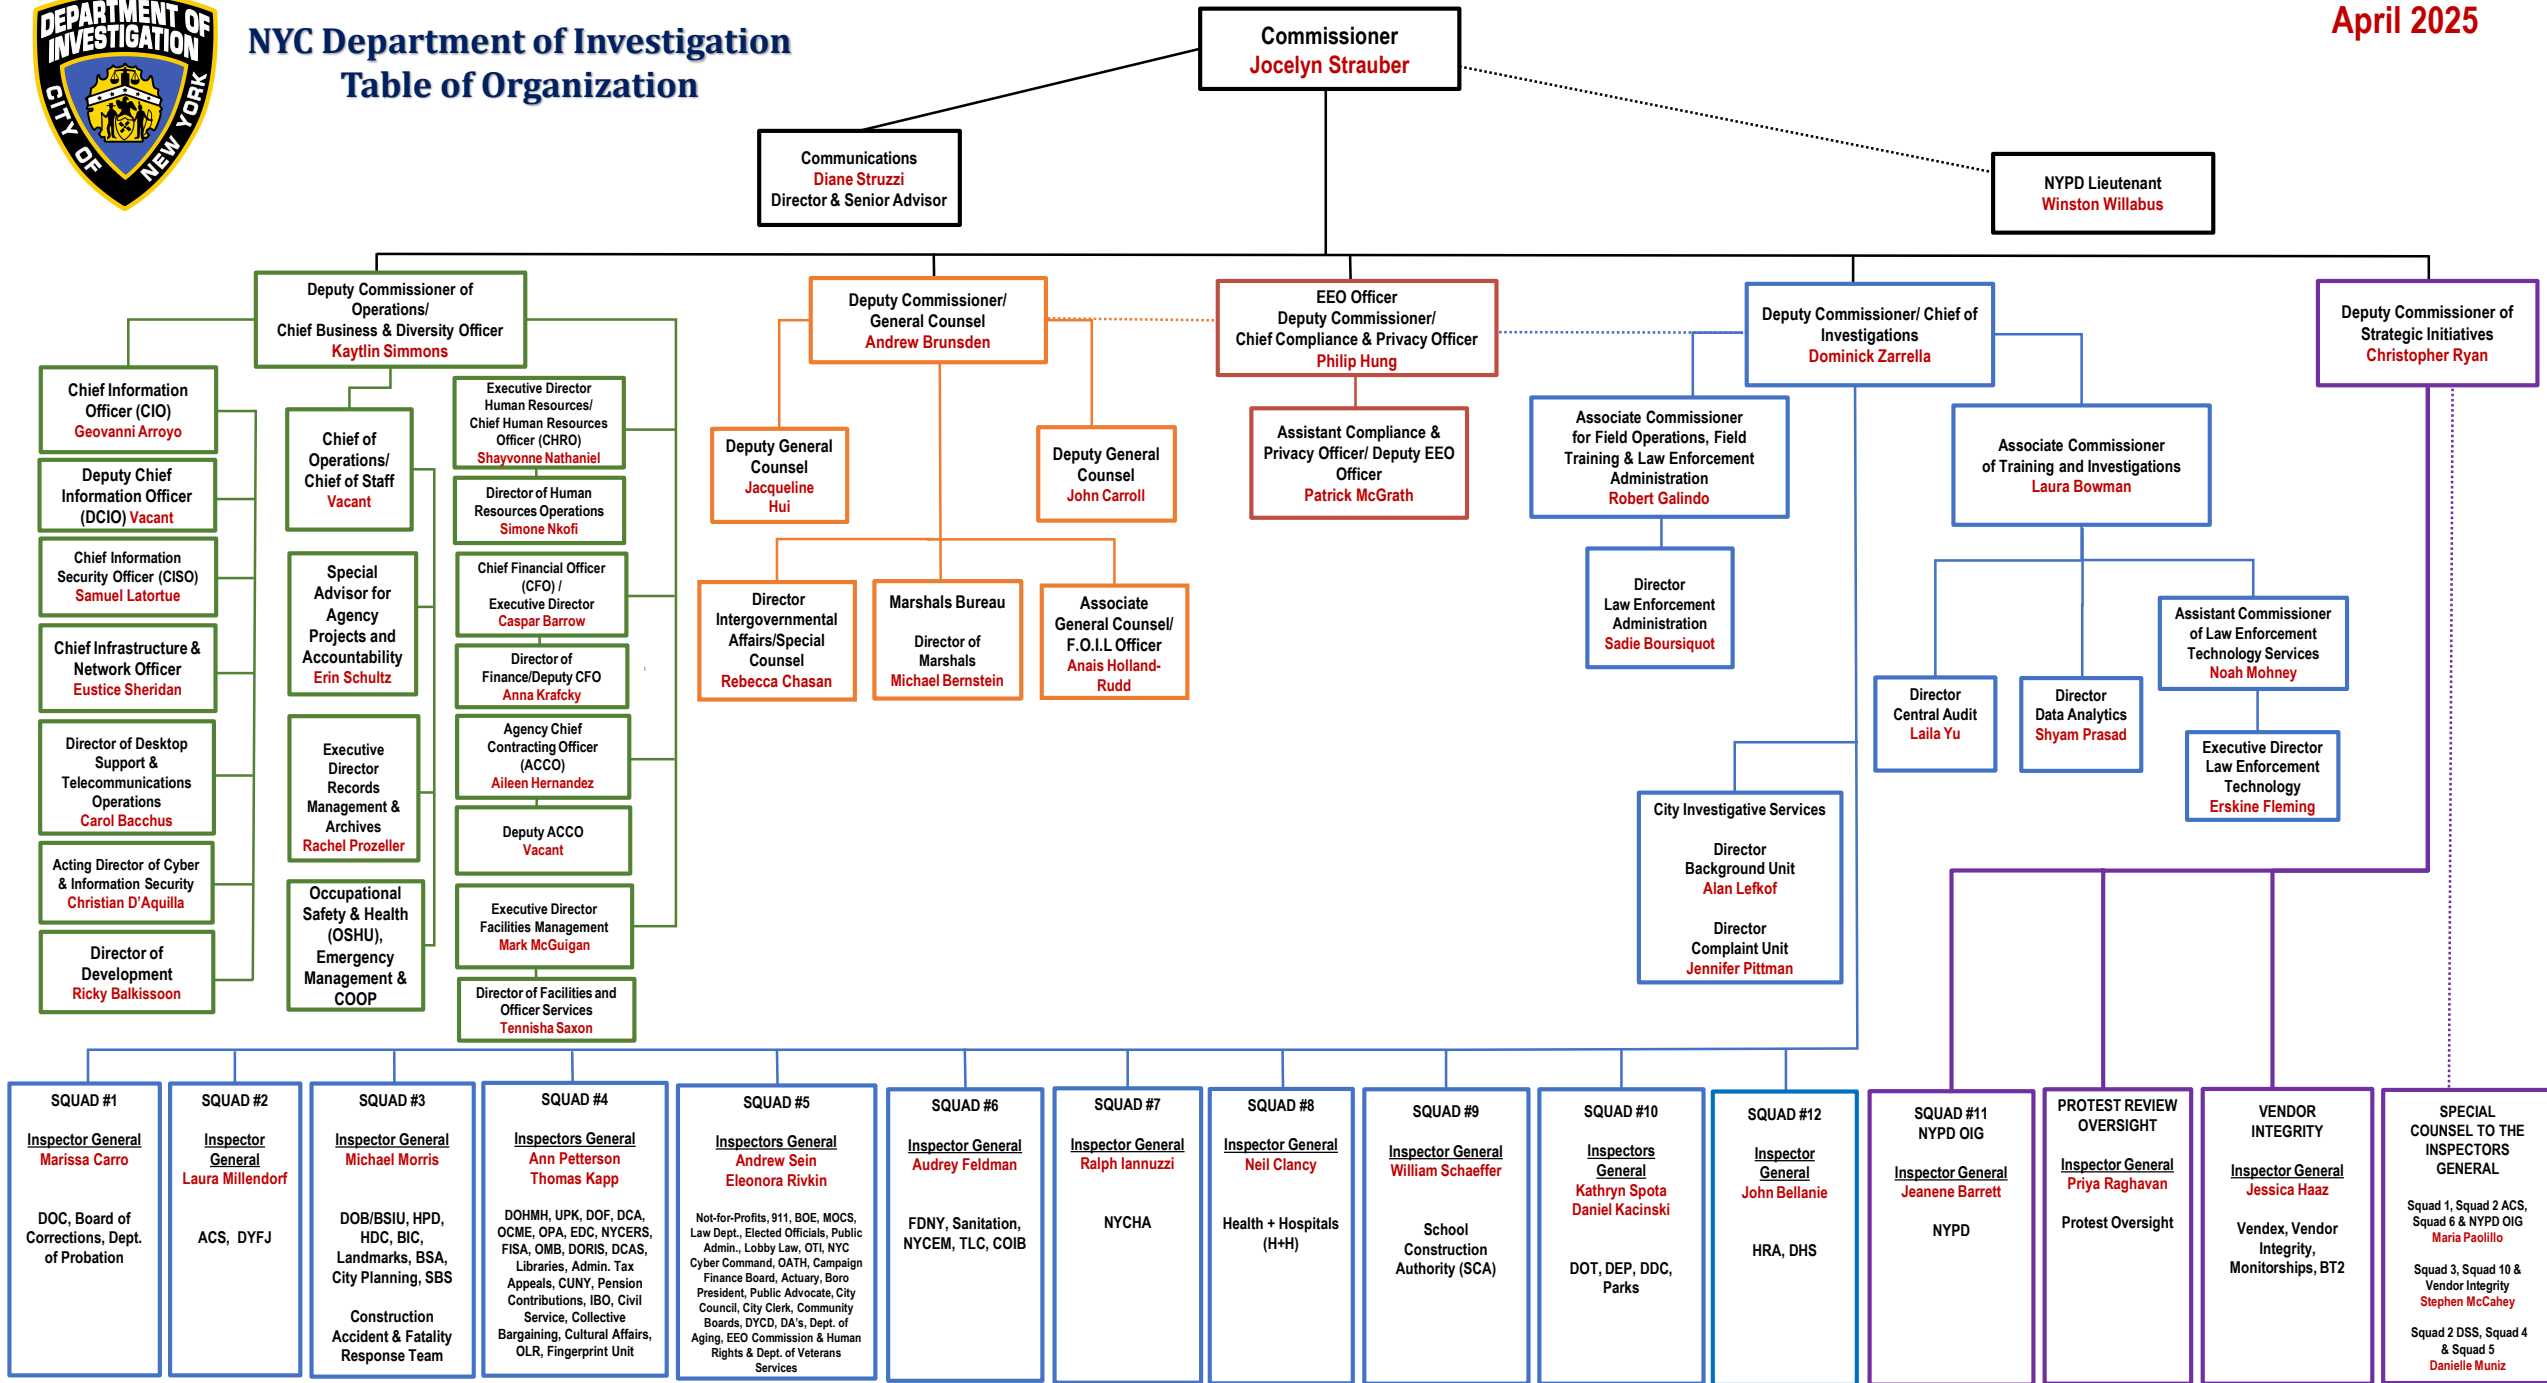 DEPARTMENT OF
INVESTIGATION
CITY OF
NEW YORK
NYC Department of Investigation
Table of Organization
April 2025
Commissioner
Jocelyn Strauber
Communications
Diane Struzzi
Director & Senior Advisor
NYPD Lieutenant
Winston Willabus
Deputy Commissioner of
Operations/
Chief Business & Diversity Officer
Kaytlin Simmons
Deputy Commissioner/
General Counsel
Andrew Brunsden
EEO Officer
Deputy Commissioner/
Chief Compliance & Privacy Officer
Philip Hung
Deputy Commissioner/ Chief of
Investigations
Dominick Zarrella
Deputy Commissioner of
Strategic Initiatives
Christopher Ryan
Chief Information
Officer (CIO)
Geovanni Arroyo
Deputy Chief
Information Officer
(DCIO) Vacant
Chief Information
Security Officer (CISO)
Samuel Latortue
Chief Infrastructure &
Network Officer
Eustice Sheridan
Director of Desktop
Support &
Telecommunications
Operations
Carol Bacchus
Acting Director of Cyber
& Information Security
Christian D'Aquilla
Director of
Development
Ricky Balkissoon
Chief of
Operations/
Chief of Staff
Vacant
Special
Advisor for
Agency
Projects and
Accountability
Erin Schultz
Executive
Director
Records
Management &
Archives
Rachel Prozeller
Occupational
Safety & Health
(OSHU),
Emergency
Management &
COOP
Executive Director
Human Resources/
Chief Human Resources
Officer (CHRO)
Shayvonne Nathaniel
Director of Human
Resources Operations
Simone Nkofi
Chief Financial Officer
(CFO) /
Executive Director
Caspar Barrow
Director of
Finance/Deputy CFO
Anna Krafcky
Agency Chief
Contracting Officer
(ACCO)
Aileen Hernandez
Deputy ACCO
Vacant
Executive Director
Facilities Management
Mark McGuigan
Director of Facilities and
Officer Services
Tennisha Saxon
Deputy General
Counsel
Jacqueline
Hui
Deputy General
Counsel
John Carroll
Director
Intergovernmental
Affairs/Special
Counsel
Rebecca Chasan
Marshals Bureau
Director of
Marshals
Michael Bernstein
Associate
General Counsel/
F.O.I.L Officer
Anais Holland-
Rudd
Assistant Compliance &
Privacy Officer/ Deputy EEO
Officer
Patrick McGrath
Associate Commissioner
for Field Operations, Field
Training & Law Enforcement
Administration
Robert Galindo
Director
Law Enforcement
Administration
Sadie Boursiquot
Associate Commissioner
of Training and Investigations
Laura Bowman
Director
Central Audit
Laila Yu
Director
Data Analytics
Shyam Prasad
Assistant Commissioner
of Law Enforcement
Technology Services
Noah Mohney
Executive Director
Law Enforcement
Technology
Erskine Fleming
City Investigative Services
Director
Background Unit
Alan Lefkof
Director
Complaint Unit
Jennifer Pittman
SQUAD #1
Inspector General
Marissa Carro
DOC, Board of
Corrections, Dept.
of Probation
SQUAD #2
Inspector
General
Laura Millendorf
ACS, DYFJ
SQUAD #3
Inspector General
Michael Morris
DOB/BSIU, HPD,
HDC, BIC,
Landmarks, BSA,
City Planning, SBS
Construction
Accident & Fatality
Response Team
SQUAD #4
Inspectors General
Ann Petterson
Thomas Kapp
DOHMH, UPK, DOF, DCA,
OCME, OPA, EDC, NYCERS,
FISA, OMB, DORIS, DCAS,
Libraries, Admin. Tax
Appeals, CUNY, Pension
Contributions, IBO, Civil
Service, Collective
Bargaining, Cultural Affairs,
OLR, Fingerprint Unit
SQUAD #5
Inspectors General
Andrew Sein
Eleonora Rivkin
Not-for-Profits, 911, BOE, MOCS,
Law Dept., Elected Officials, Public
Admin., Lobby Law, OTI, NYC
Cyber Command, OATH, Campaign
Finance Board, Actuary, Boro
President, Public Advocate, City
Council, City Clerk, Community
Boards, DYCD, DA's, Dept. of
Aging, EEO Commission & Human
Rights & Dept. of Veterans
Services
SQUAD #6
Inspector General
Audrey Feldman
FDNY, Sanitation,
NYCEM, TLC, COIB
SQUAD #7
Inspector General
Ralph Iannuzzi
NYCHA
SQUAD #8
Inspector General
Neil Clancy
Health + Hospitals
(H+H)
SQUAD #9
Inspector General
William Schaeffer
School
Construction
Authority (SCA)
SQUAD #10
Inspectors
General
Kathryn Spota
Daniel Kacinski
DOT, DEP, DDC,
Parks
SQUAD #12
Inspector
General
John Bellanie
HRA, DHS
SQUAD #11
NYPD OIG
Inspector General
Jeanene Barrett
NYPD
PROTEST REVIEW
OVERSIGHT
Inspector General
Priya Raghavan
Protest Oversight
VENDOR
INTEGRITY
Inspector General
Jessica Haaz
Vendex, Vendor
Integrity,
Monitorships, BT2
SPECIAL
COUNSEL TO THE
INSPECTORS
GENERAL
Squad 1, Squad 2 ACS,
Squad 6 & NYPD OIG
Maria Paolillo
Squad 3, Squad 10 &
Vendor Integrity
Stephen McCahey
Squad 2 DSS, Squad 4
& Squad 5
Danielle Muniz